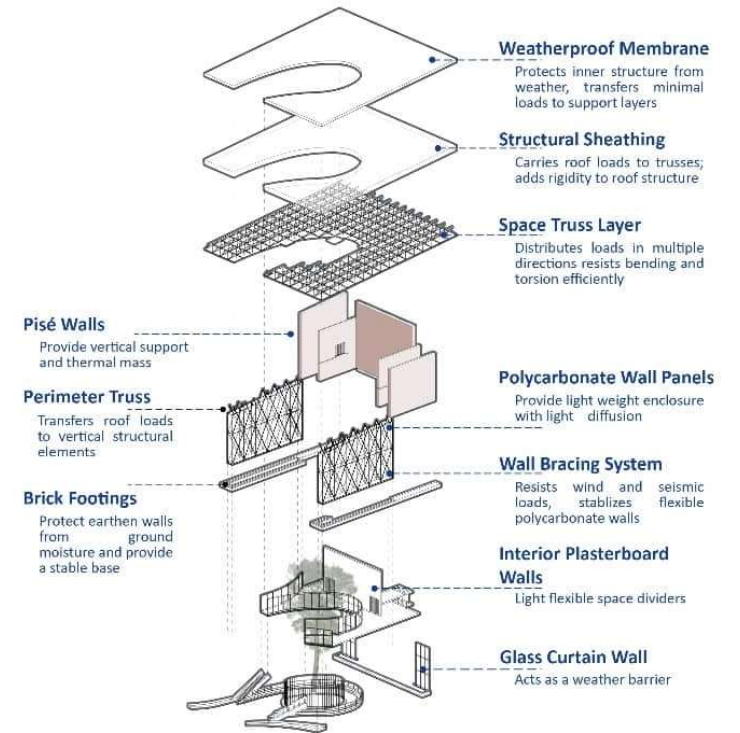 Weatherproof Membrane
Protects inner structure from
weather, transfers minimal
loads to support layers
Structural Sheathing
Carries roof loads to trusses;
adds rigidity to roof structure
Space Truss Layer
Distributes loads in multiple
directions resists bending and
torsion efficiently
Pisé Walls
Provide vertical support
and thermal mass
Perimeter Truss
Transfers roof loads
to vertical structural
elements
Brick Footings
Protect earthen walls
from ground
moisture and provide
a stable base
Polycarbonate Wall Panels
Provide light weight enclosure
with light diffusion
Wall Bracing System
Resists wind and seismic
loads, stablizes flexible
polycarbonate walls
Interior Plasterboard
Walls
Light flexible space dividers
Glass Curtain Wall
Acts as a weather barrier